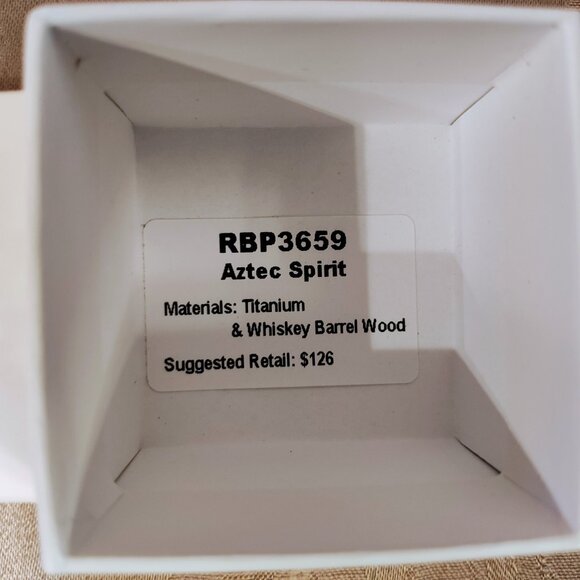 RBP3659
Aztec Spirit
Materials: Titanium
& Whiskey Barrel Wood
Suggested Retail: $126